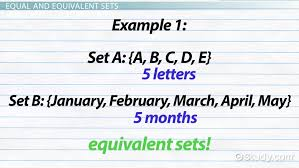 EQUAL AND EQUIVALENT SETS
Example 1:
Set A: {A, B, C, D, E}
5 letters
Set B: {January, February, March, April, May}
5 months
equivalent sets!
Study.com